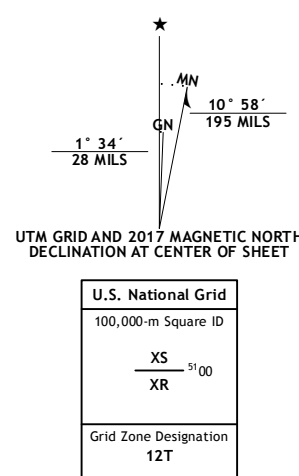 ★
MN
GN
10° 58´
195 MILS
1° 34´
28 MILS
UTM GRID AND 2017 MAGNETIC NORTH
DECLINATION AT CENTER OF SHEET
U.S. National Grid
100,000-m Square ID
XS
5100
XR
Grid Zone Designation
12T